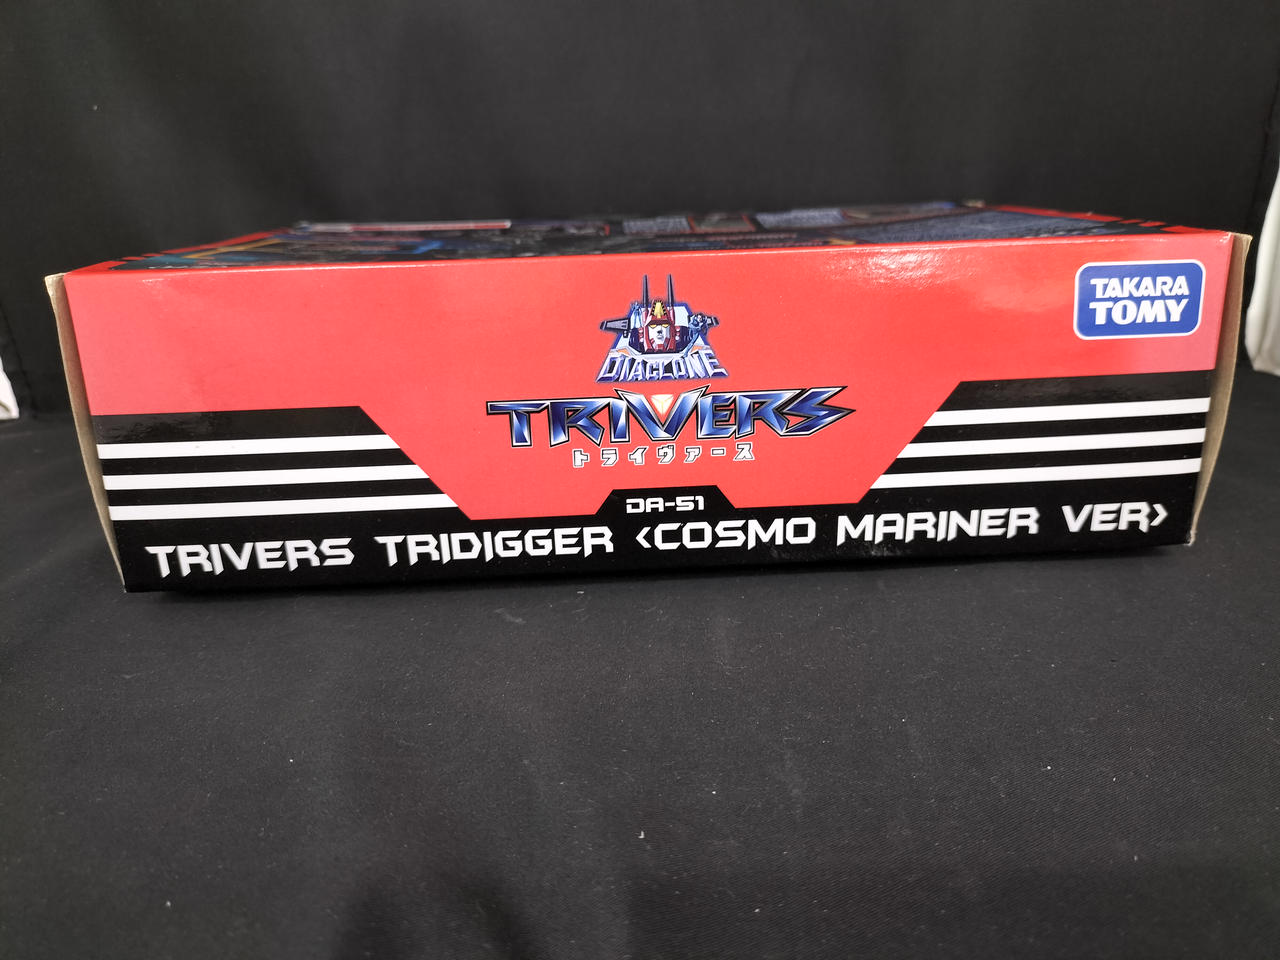 TAKARA
TOMY
DIACLONE
TRIVERS
トライヴァース
DA-51
TRIVERS TRIDIGGER <COSMO MARINER VER>